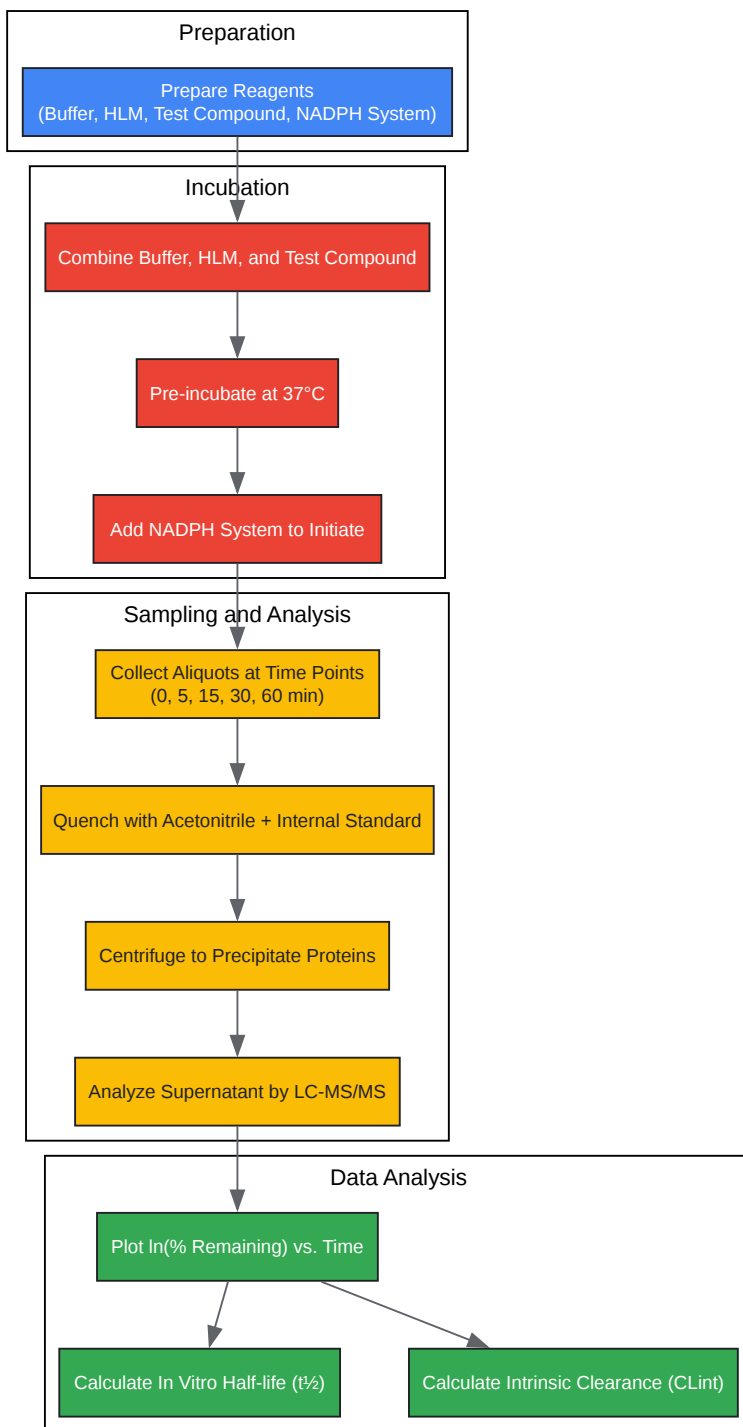 Preparation
Prepare Reagents
(Buffer, HLM, Test Compound, NADPH System)
Incubation
Combine Buffer, HLM, and Test Compound
Pre-incubate at 37°C
Add NADPH System to Initiate
Sampling and Analysis
Collect Aliquots at Time Points
(0, 5, 15, 30, 60 min)
Quench with Acetonitrile + Internal Standard
Centrifuge to Precipitate Proteins
Analyze Supernatant by LC-MS/MS
Data Analysis
Plot ln(% Remaining) vs. Time
Calculate In Vitro Half-life (t½)
Calculate Intrinsic Clearance (CLint)